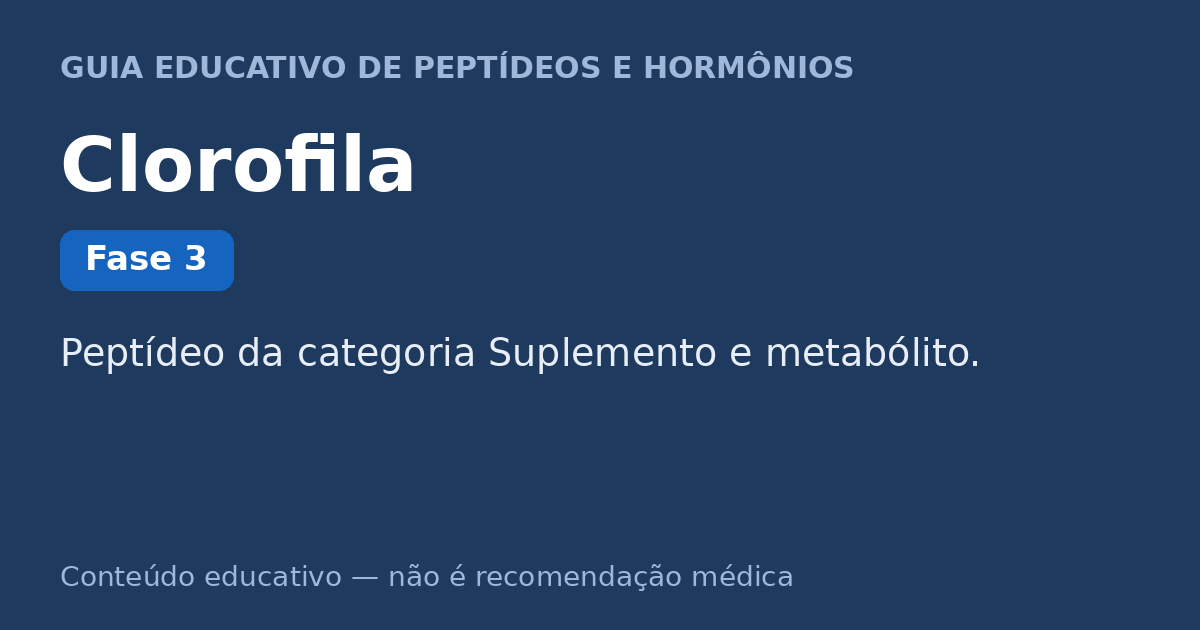 GUIA EDUCATIVO DE PEPTÍDEOS E HORMÔNIOS
Clorofila
Fase 3
Peptídeo da categoria Suplemento e metabólito.
Conteúdo educativo — não é recomendação médica